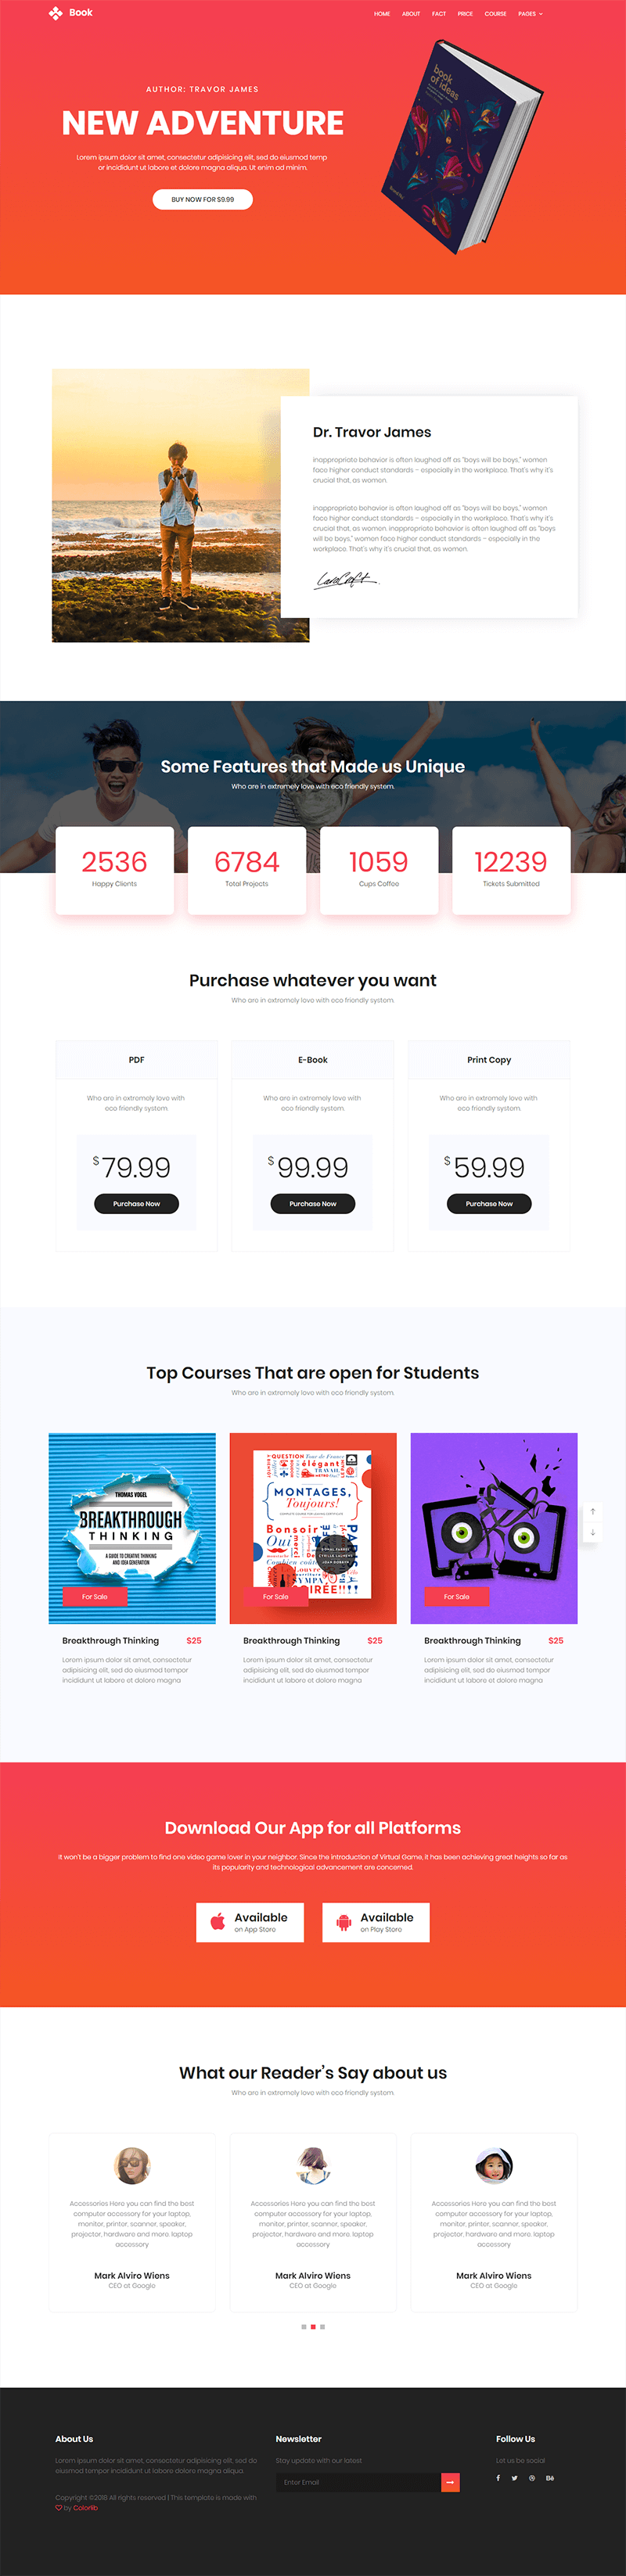 Book
HOME ABOUT FACT PRICE COURSE PAGES
AUTHOR: TRAVOR JAMES
NEW ADVENTURE
Lorem ipsum dolor sit amet, consectetur adipisicing elit, sed do eiusmod temp
or incididunt ut labore et dolore magna aliqua. Ut enim ad minim.
BUY NOW FOR $9.99
book
of ideas
Dr. Travor James
inappropriate behavior is often laughed off as "boys will be boys," women
face higher conduct standards – especially in the workplace. That's why it's
crucial that, as women.
inappropriate behavior is often laughed off as "boys will be boys," women
face higher conduct standards – especially in the workplace. That's why it's
crucial that, as women. inappropriate behavior is often laughed off as "boys
will be boys," women face higher conduct standards – especially in the
workplace. That's why it's crucial that, as women.
Some Features that Made us Unique
Who are in extremely love with eco friendly system.
2536
Happy Clients
6784
Total Projects
1059
Cups Coffee
12239
Tickets Submitted
Purchase whatever you want
Who are in extremely love with eco friendly system.
PDF
Who are in extremely love with
eco friendly system
$79.99
Purchase Now
E-Book
Who are in extremely love with
eco friendly system.
$99.99
Purchase Now
Print Copy
Who are in extremely love with
eco friendly system.
$59.99
Purchase Now
Top Courses That are open for Students
Who are in extremely love with eco friendly system.
THOMAS VOGEL
BREAKTHROUGH
THINKING
A GUIDE TO CREATIVE THINKING
AND IDEA GENERATION
For Sale
Breakthrough Thinking $25
Lorem ipsum dolor sit amet, consectetur
adipisicing elit, sed do eiusmod tempor
incididunt ut labore et dolore magna
QUESTION Tour de France
élégant
TRAVAIL
MONTAGES,
Toujours!
Bonsoir
Oui
For Sale
Breakthrough Thinking $25
Lorem ipsum dolor sit amet, consectetur
adipisicing elit, sed do eiusmod tempor
incididunt ut labore et dolore magna
For Sale
Breakthrough Thinking $25
Lorem ipsum dolor sit amet, consectetur
adipisicing elit, sed do eiusmod tempor
incididunt ut labore et dolore magna
Download Our App for all Platforms
It won't be a bigger problem to find one video game lover in your neighbor. Since the introduction of Virtual Game, it has been achieving great heights so far as
its popularity and technological advancement are concerned.
Available
on App Store
Available
on Play Store
What our Reader's Say about us
Who are in extremely love with eco friendly system.
Accessories Here you can find the best
computer accessory for your laptop,
monitor, printer, scanner, speaker,
projector, hardware and more. laptop
accessory
Mark Alviro Wiens
CEO at Google
Accessories Here you can find the best
computer accessory for your laptop,
monitor, printer, scanner, speaker,
projector, hardware and more. laptop
accessory
Mark Alviro Wiens
CEO at Google
Accessories Here you can find the best
computer accessory for your laptop,
monitor, printer, scanner, speaker,
projector, hardware and more. laptop
accessory
Mark Alviro Wiens
CEO at Google
About Us
Lorem ipsum dolor sit amet, consectetur adipisicing elit, sed do
eiusmod tempor incididunt ut labore dolore magna aliqua.
Copyright ©2018 All rights reserved | This template is made with
by Colorlib
Newsletter
Stay update with our latest
Enter Email
Follow Us
Let us be social